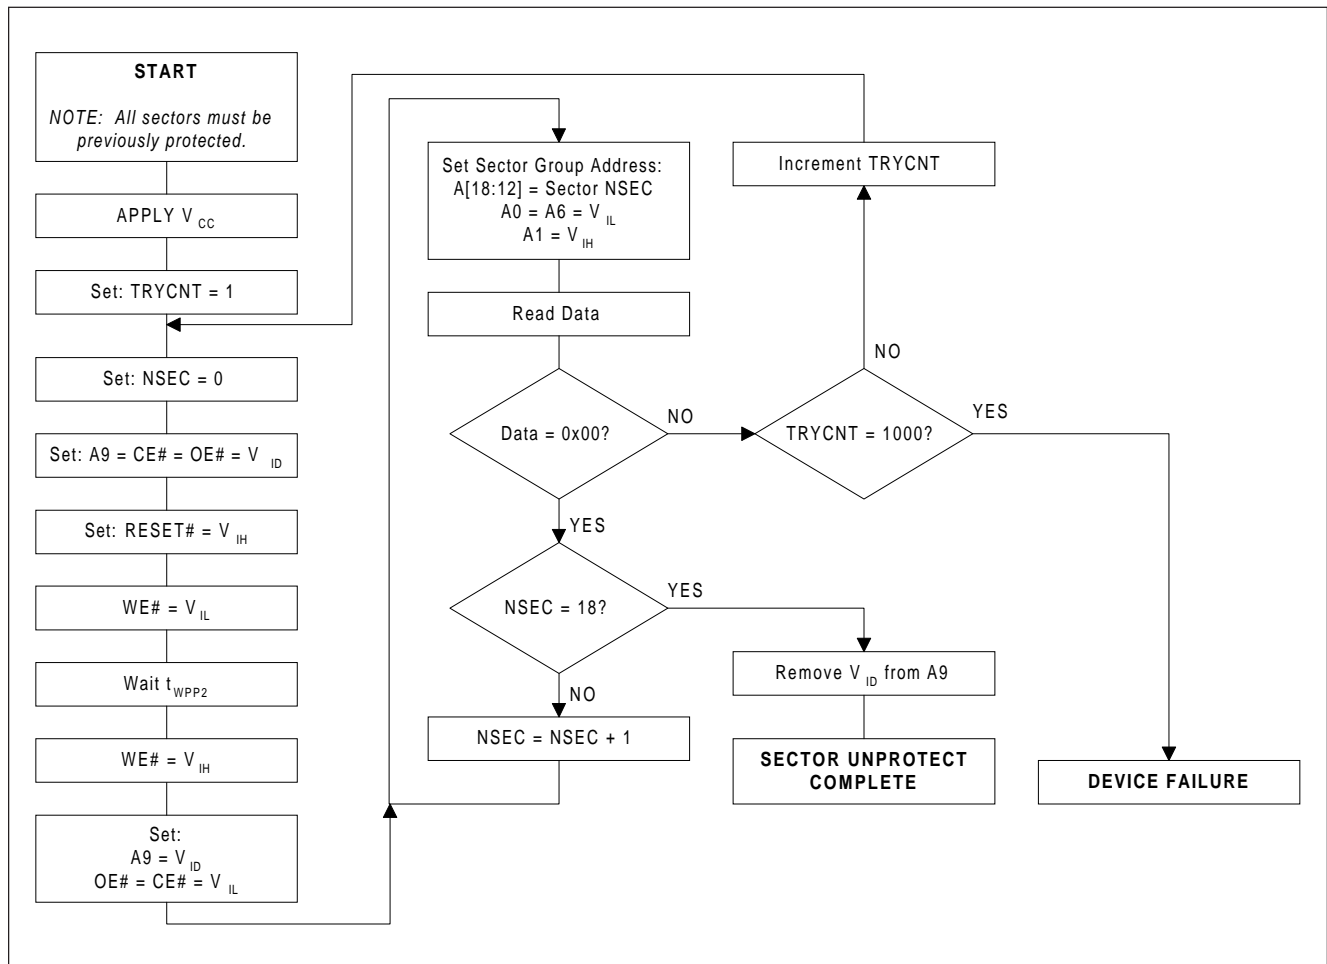 START
NOTE: All sectors must be
previously protected.
APPLY V CC
Set: TRYCNT = 1
Set: NSEC = 0
Set: A9 = CE# = OE# = V ID
Set: RESET# = V IH
WE# = V IL
Wait t WPP2
WE# = V IH
Set:
A9 = V ID
OE# = CE# = V IL
Set Sector Group Address:
A[18:12] = Sector NSEC
A0 = A6 = V IL
A1 = V IH
Read Data
Data = 0x00?
NO
YES
NSEC = 18?
YES
NO
NSEC = NSEC + 1
Increment TRYCNT
NO
TRYCNT = 1000?
YES
Remove V ID from A9
SECTOR UNPROTECT
COMPLETE
DEVICE FAILURE